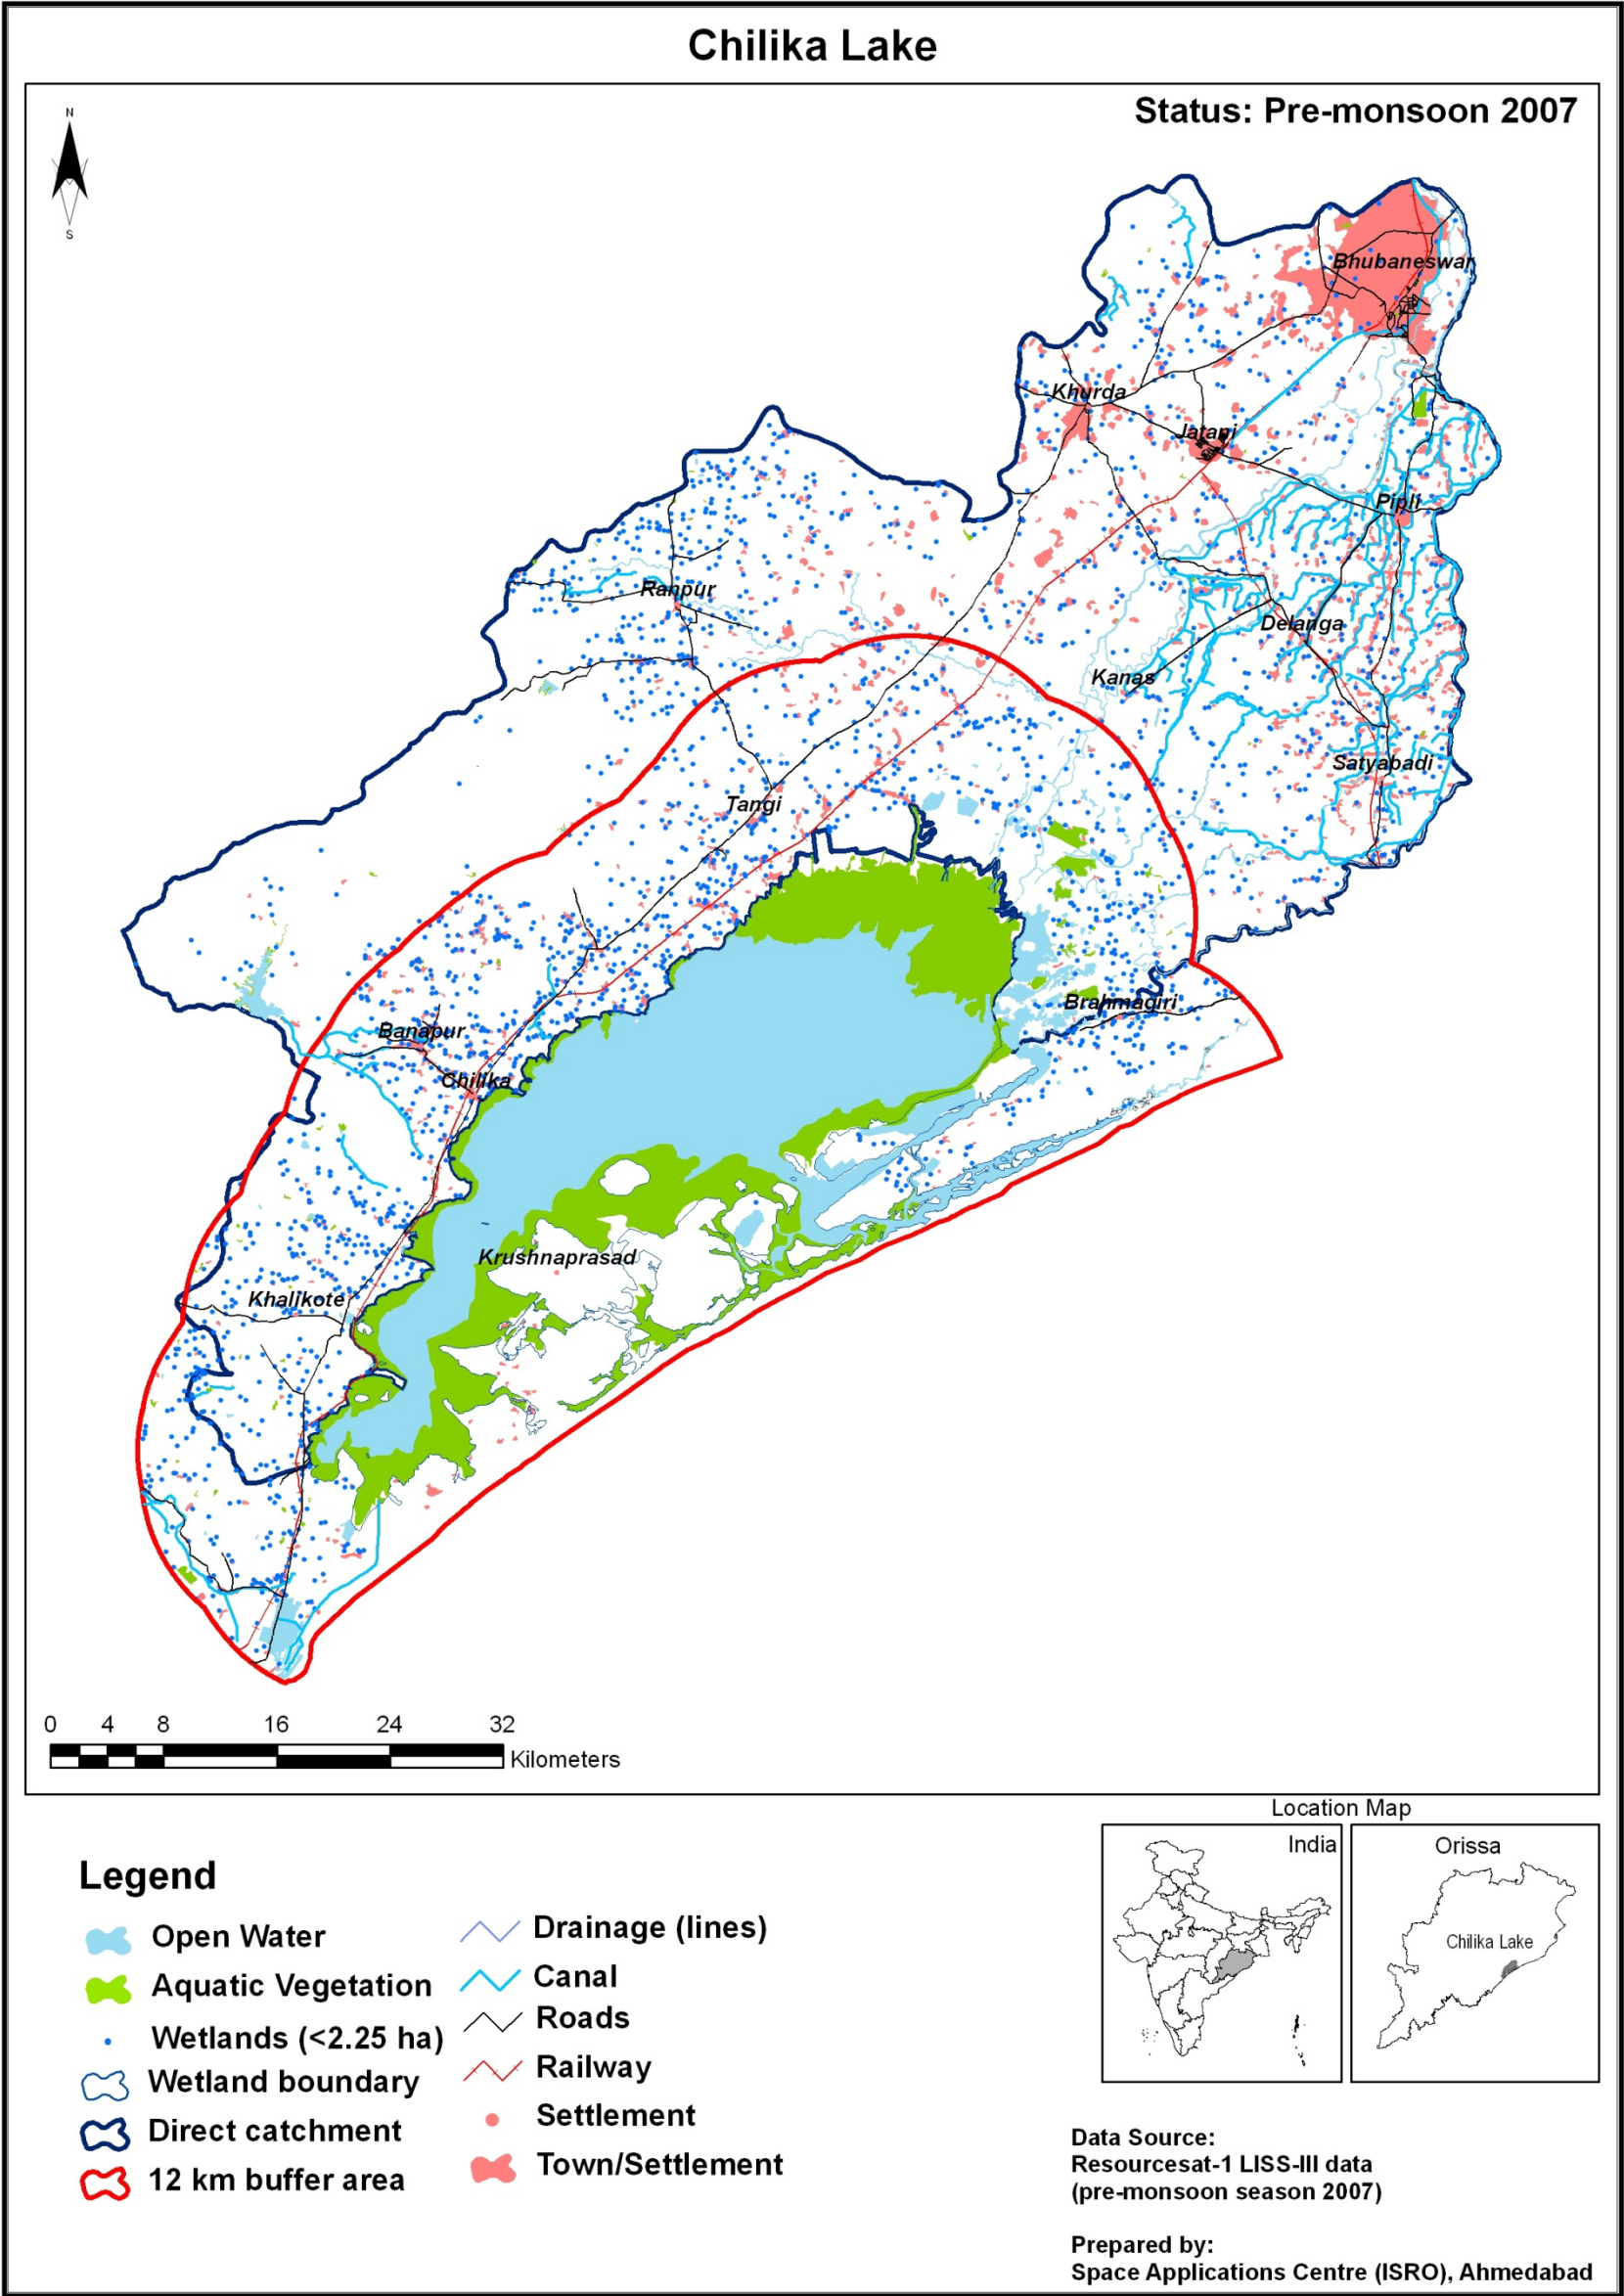 Chilika Lake
Status: Pre-monsoon 2007
N
S
Bhubaneswar
Khurda
Jatani
Pipli
Ranpur
Delanga
Kanas
Satyabadi
Tangi
Brahmagiri
Banapur
Chilika
Krushnaprasad
Khalikote
0 4 8 16 24 32
Kilometers
Location Map
India
Orissa
Chilika Lake
Legend
Open Water
Aquatic Vegetation
Wetlands (<2.25 ha)
Wetland boundary
Direct catchment
12 km buffer area
Drainage (lines)
Canal
Roads
Railway
Settlement
Town/Settlement
Data Source:
Resourcesat-1 LISS-III data
(pre-monsoon season 2007)
Prepared by:
Space Applications Centre (ISRO), Ahmedabad